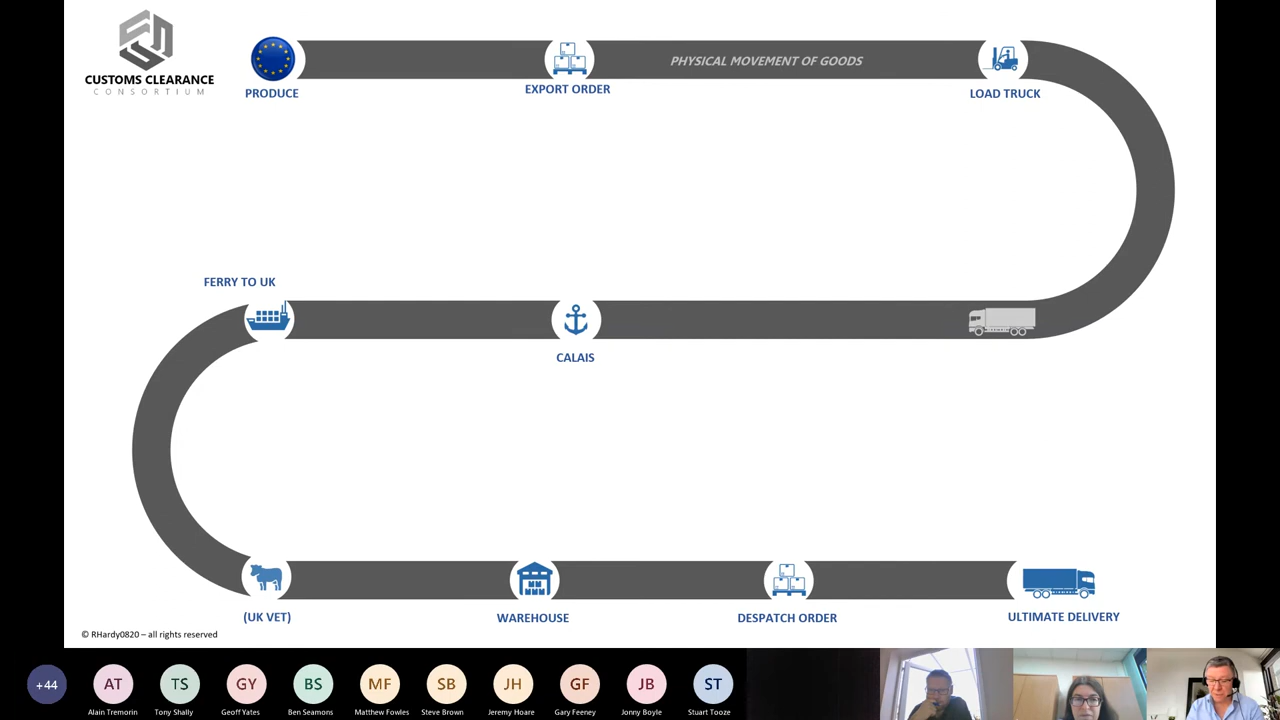 CUSTOMS CLEARANCE
CONSORTIUM
PRODUCE
EXPORT ORDER
PHYSICAL MOVEMENT OF GOODS
LOAD TRUCK
FERRY TO UK
CALAIS
(UK VET)
WAREHOUSE
DESPATCH ORDER
ULTIMATE DELIVERY
© RHardy0820 – all rights reserved
+44
AT
TS
GY
BS
MF
SB
JH
GF
JB
ST
Alain Tremorin
Tony Shally
Geoff Yates
Ben Seamons
Matthew Fowles
Steve Brown
Jeremy Hoare
Gary Feeney
Jonny Boyle
Stuart Tooze